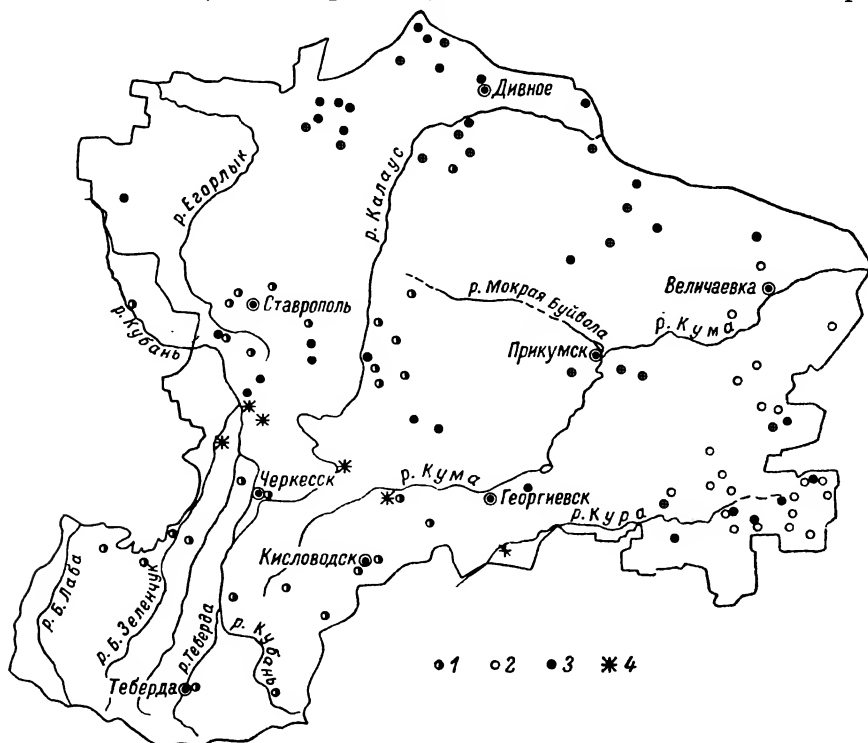 Дивное
р. Егорлык
р. Калаус
Ставрополь
р. Мокрая Буйвола
Величаевка
р. Кубань
р. Кума
Прикумск
Черкесск
р. Кума
Георгиевск
р. Кура
Кисловодск
р. Б. Лаба
р. Б. Зеленчук
р. Теберда
р. Кубань
Теберда
1 2 3 4